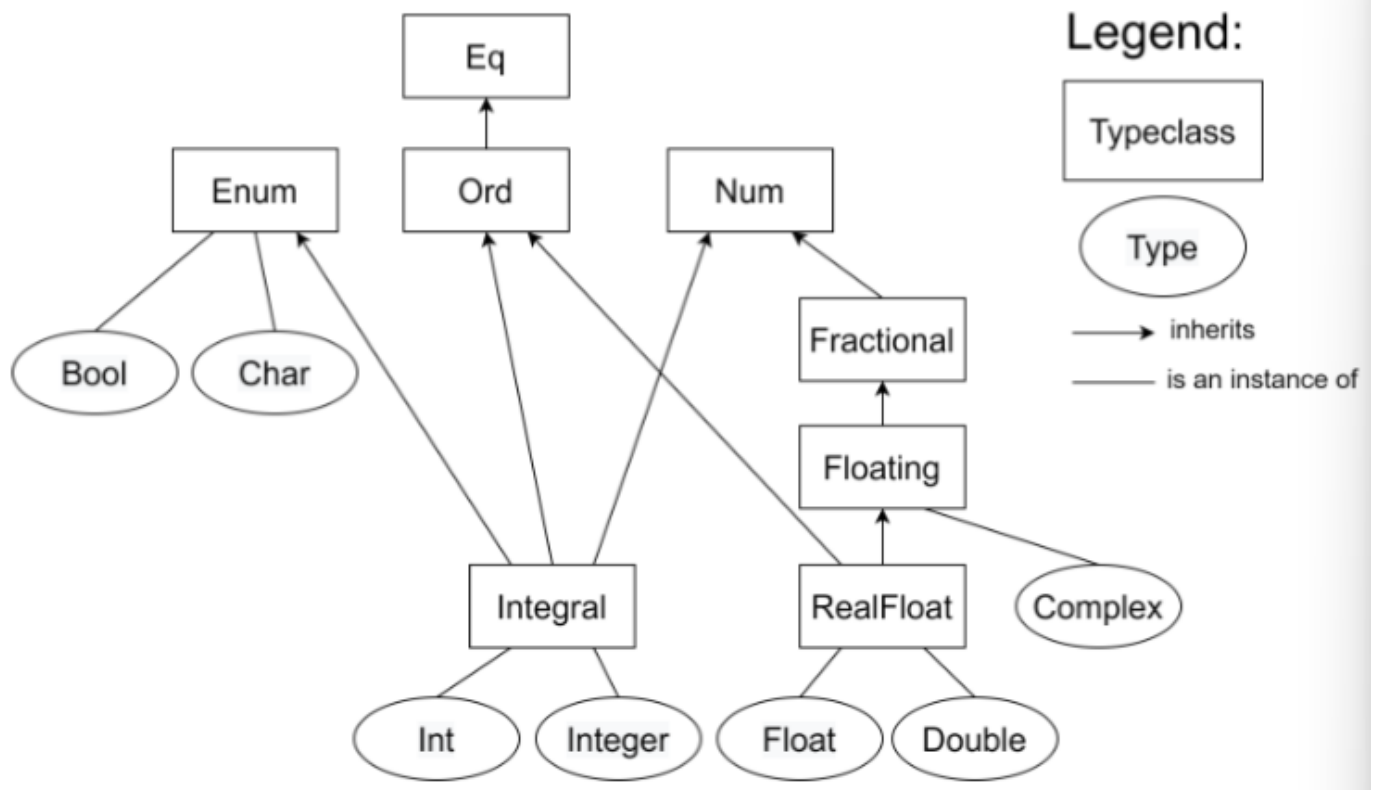 Eq
Legend:
Typeclass
Enum
Ord
Num
Type
Fractional
inherits
Bool
Char
is an instance of
Floating
Integral
RealFloat
Complex
Int
Integer
Float
Double